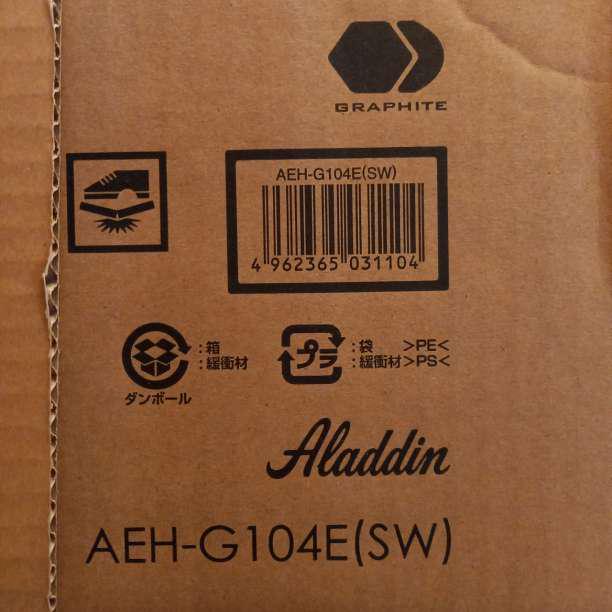 GRAPHITE
AEH-G104E(SW)
4 962365 031104
:箱
:緩衝材
ダンボール
プラ
:袋 >PE<
:緩衝材 >PS<
Aladdin
AEH-G104E(SW)